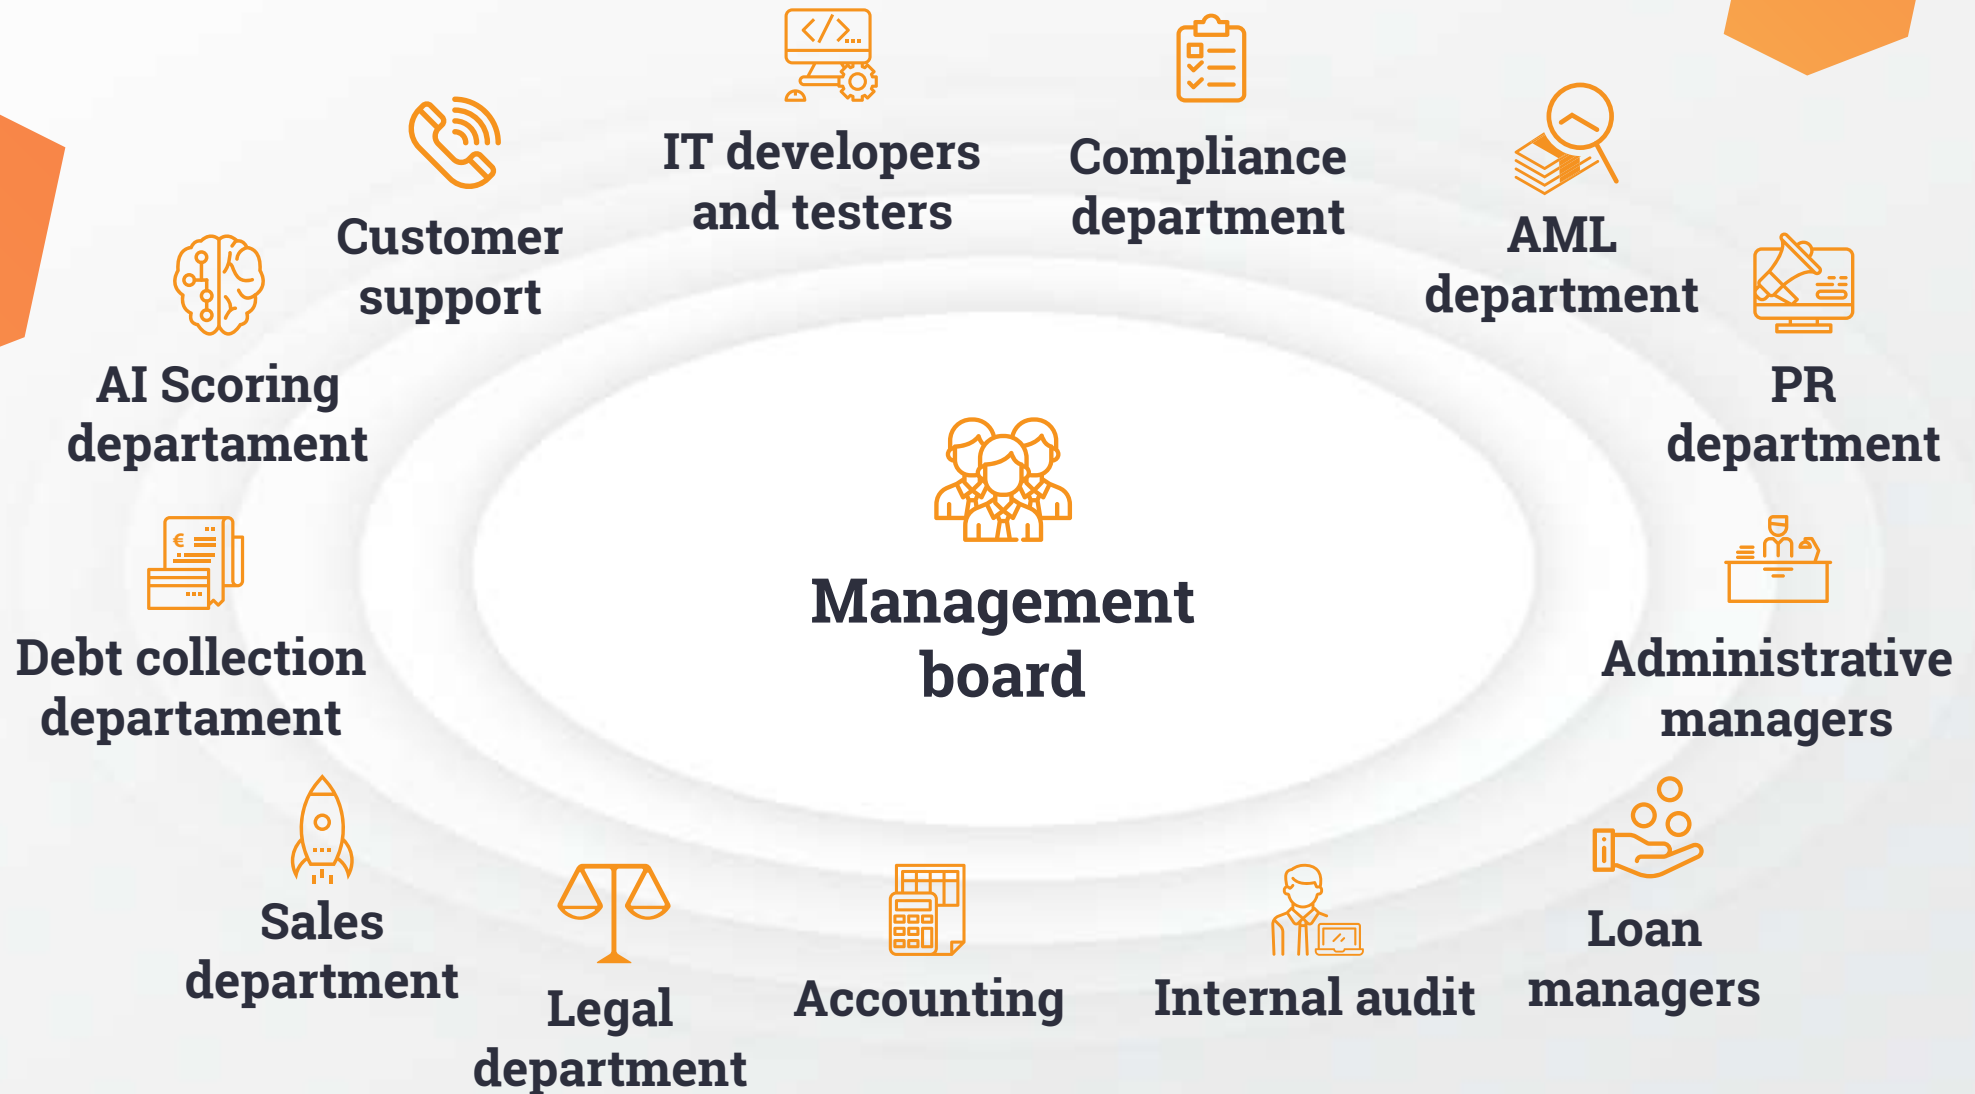 IT developers
and testers
Compliance
department
Customer
support
AML
department
AI Scoring
departament
PR
department
Management
board
Debt collection
departament
Administrative
managers
Sales
department
Legal
department
Accounting
Internal audit
Loan
managers